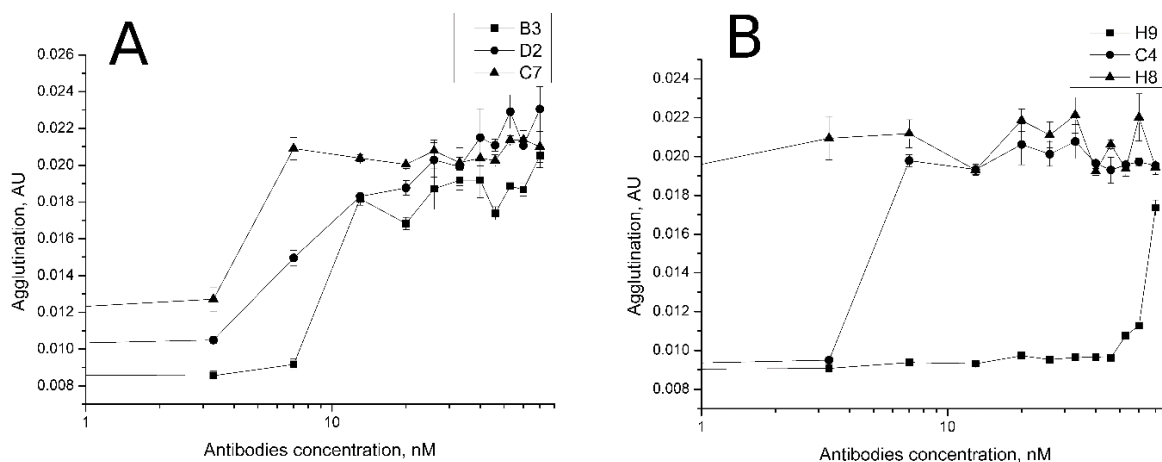 A
B3
D2
C7
0.026
0.024
0.022
0.020
0.018
0.016
0.014
0.012
0.010
0.008
Agglutination, AU
1
10
Antibodies concentration, nM
B
H9
C4
H8
0.024
0.022
0.020
0.018
0.016
0.014
0.012
0.010
0.008
Agglutination, AU
1
10
Antibodies concentration, nM